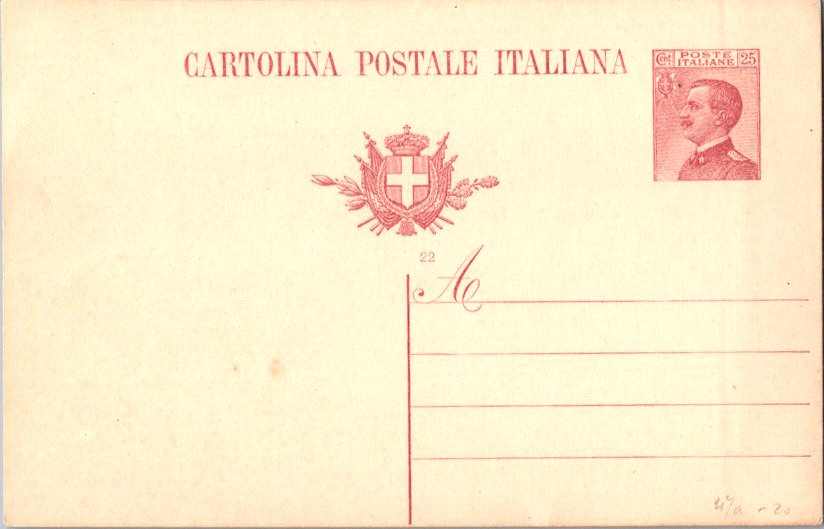 CARTOLINA POSTALE ITALIANA
Cent POSTE ITALIANE 25
22
A